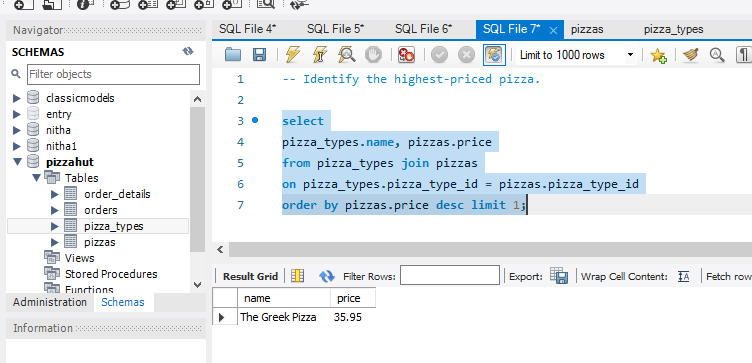 Navigator
SCHEMAS
Filter objects
classicmodels
entry
nitha
nitha1
pizzahut
Tables
order_details
orders
pizza_types
pizzas
Views
Stored Procedures
Functions
Administration Schemas
Information
SQL File 4* SQL File 5* SQL File 6* SQL File 7* × pizzas pizza_types
Limit to 1000 rows
1 -- Identify the highest-priced pizza.
2
3 select
4 pizza_types.name, pizzas.price
5 from pizza_types join pizzas
6 on pizza_types.pizza_type_id = pizzas.pizza_type_id
7 order by pizzas.price desc limit 1;
Result Grid Filter Rows: Export: Wrap Cell Content: Fetch row
name price
The Greek Pizza 35.95